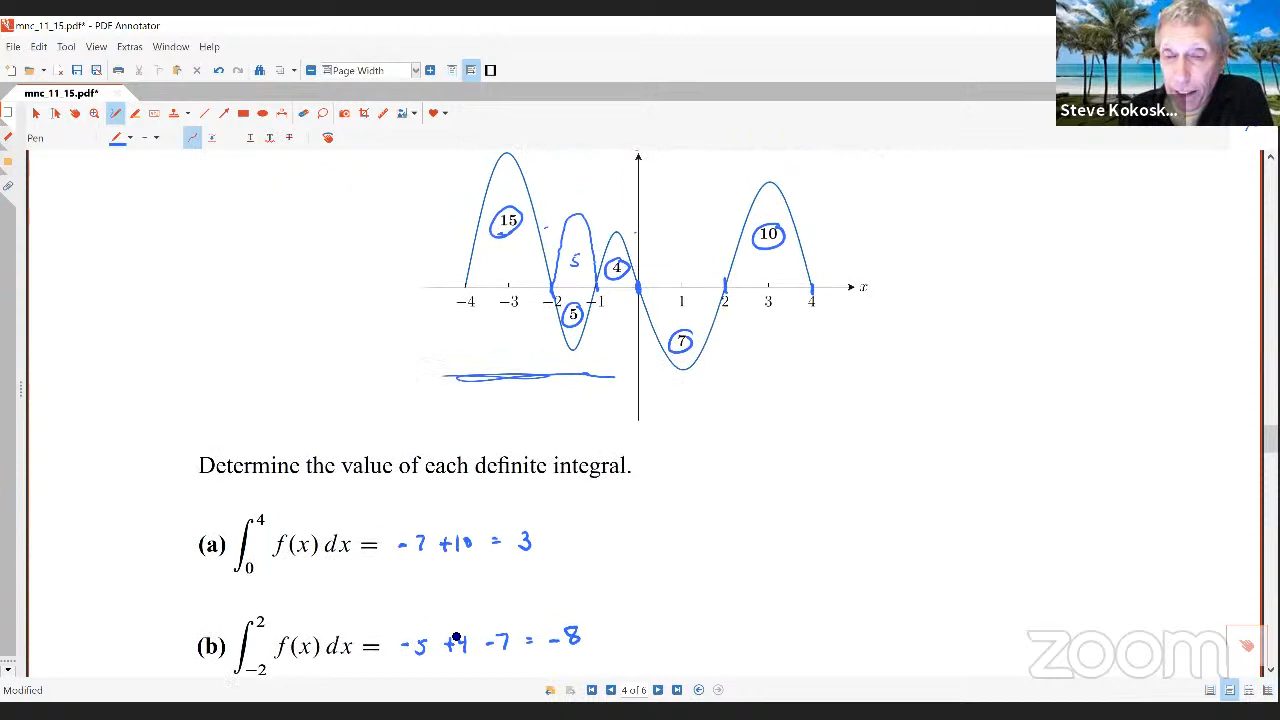 mnc_11_15.pdf* - PDF Annotator
File Edit Tool View Extras Window Help
Page Width
mnc_11_15.pdf*
Pen
Steve Kokosk...
15
5
4
10
-4 -3 -2 -1 1 2 3 4 x
5
7
Determine the value of each definite integral.
(a) ∫₀⁴ f(x) dx = -7 +10 = 3
(b) ∫₋₂² f(x) dx = -5 +4 -7 = -8
zoom
Modified
4 of 6